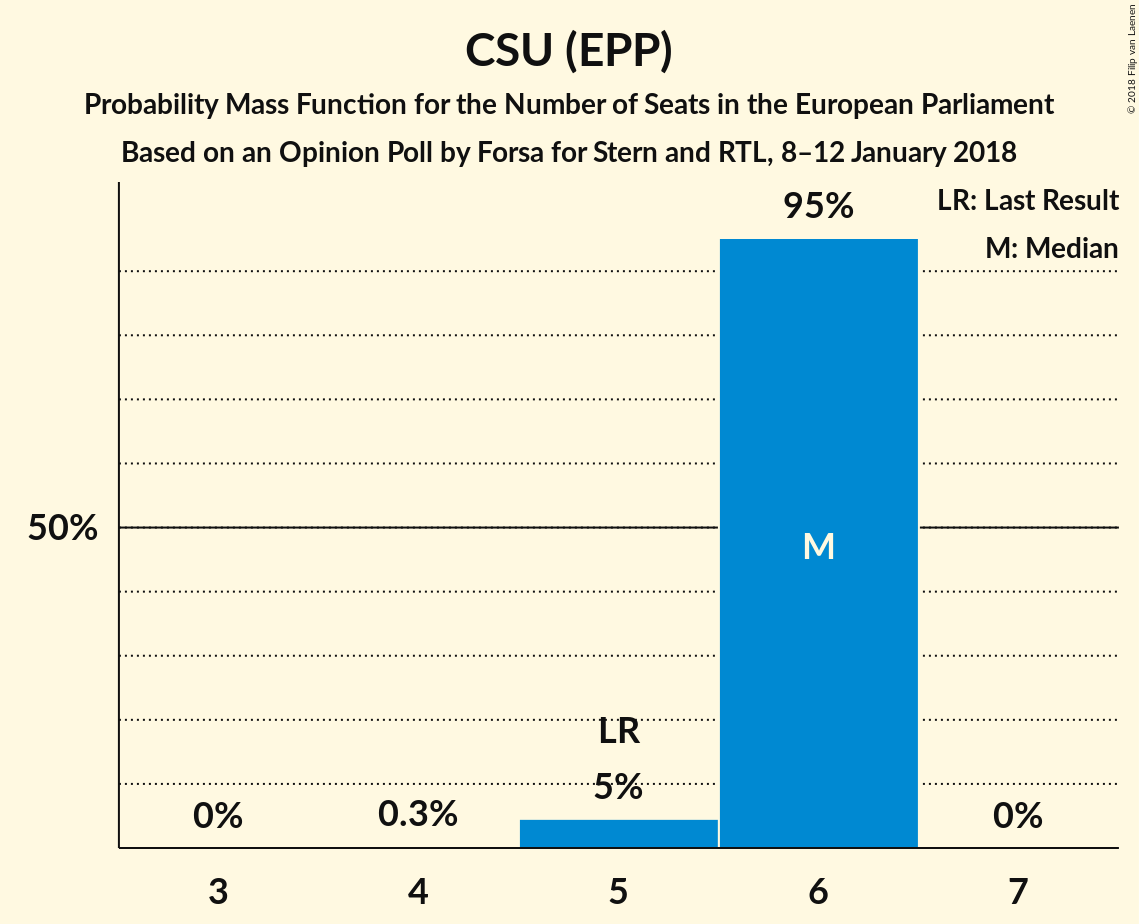 CSU (EPP)
Probability Mass Function for the Number of Seats in the European Parliament
Based on an Opinion Poll by Forsa for Stern and RTL, 8–12 January 2018
© 2018 Filip van Laenen
LR: Last Result
M: Median
95%
50%
M
LR
5%
0%
0.3%
0%
3
4
5
6
7